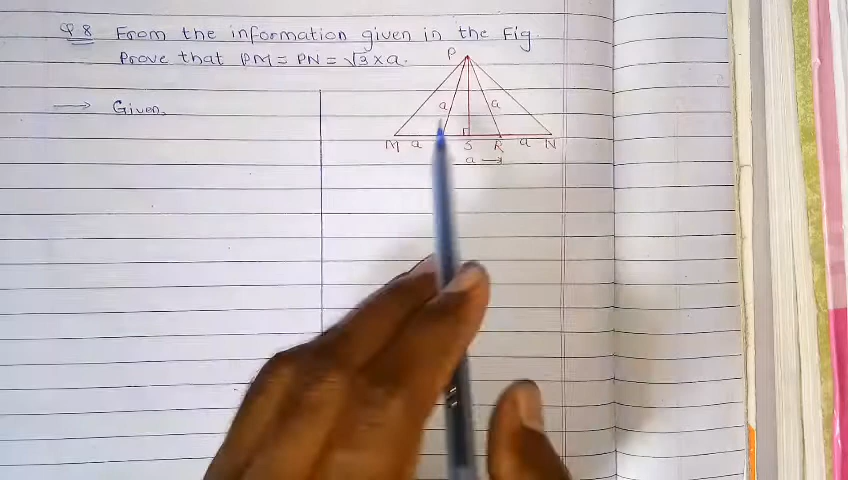 Q 8 From the information given in the Fig.
Prove that PM = PN = √3 × a.
→ Given,
P
a a
M a S R a N
a →